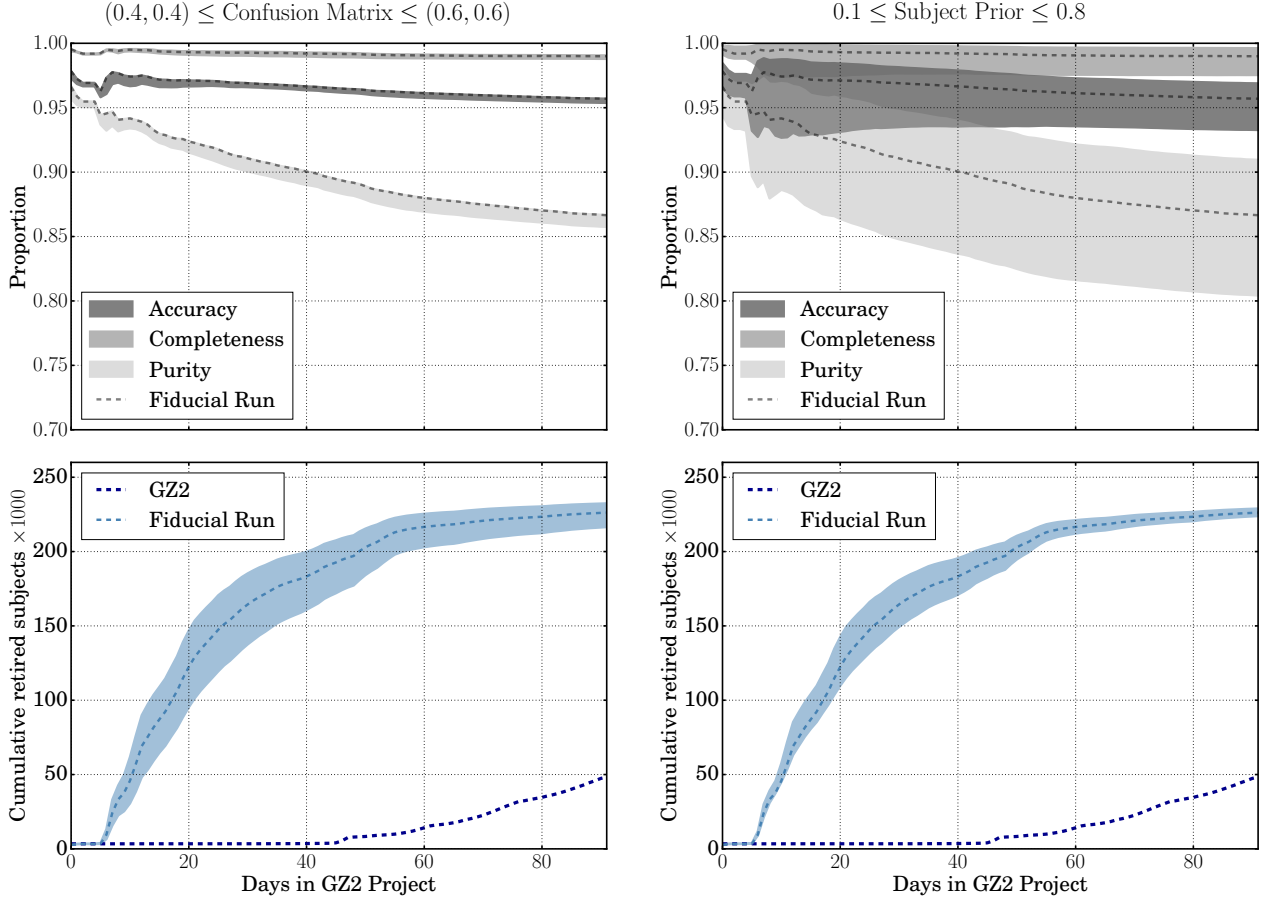 (0.4, 0.4) ≤ Confusion Matrix ≤ (0.6, 0.6)
1.00
0.95
0.90
0.85
0.80
0.75
0.70
Proportion
Accuracy
Completeness
Purity
Fiducial Run
0.1 ≤ Subject Prior ≤ 0.8
1.00
0.95
0.90
0.85
0.80
0.75
0.70
Proportion
Accuracy
Completeness
Purity
Fiducial Run
250
200
150
100
50
0
Cumulative retired subjects ×1000
GZ2
Fiducial Run
0 20 40 60 80
Days in GZ2 Project
250
200
150
100
50
0
Cumulative retired subjects ×1000
GZ2
Fiducial Run
0 20 40 60 80
Days in GZ2 Project